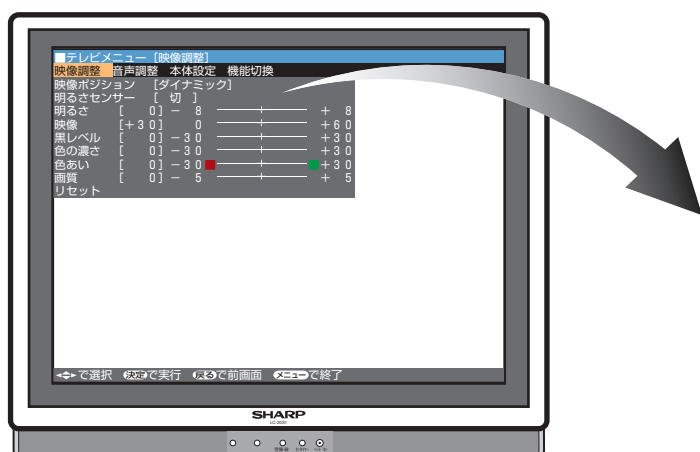 ■テレビメニュー [映像調整]
映像調整 音声調整 本体設定 機能切換
映像ポジション [ダイナミック]
明るさセンサー [ 切 ]
明るさ [ 0] − 8 + 8
映像 [+30] 0 +60
黒レベル [ 0] −30 +30
色の濃さ [ 0] −30 +30
色あい [ 0] −30 +30
画質 [ 0] − 5 + 5
リセット
で選択 決定で実行 戻るで前画面 メニューで終了
SHARP